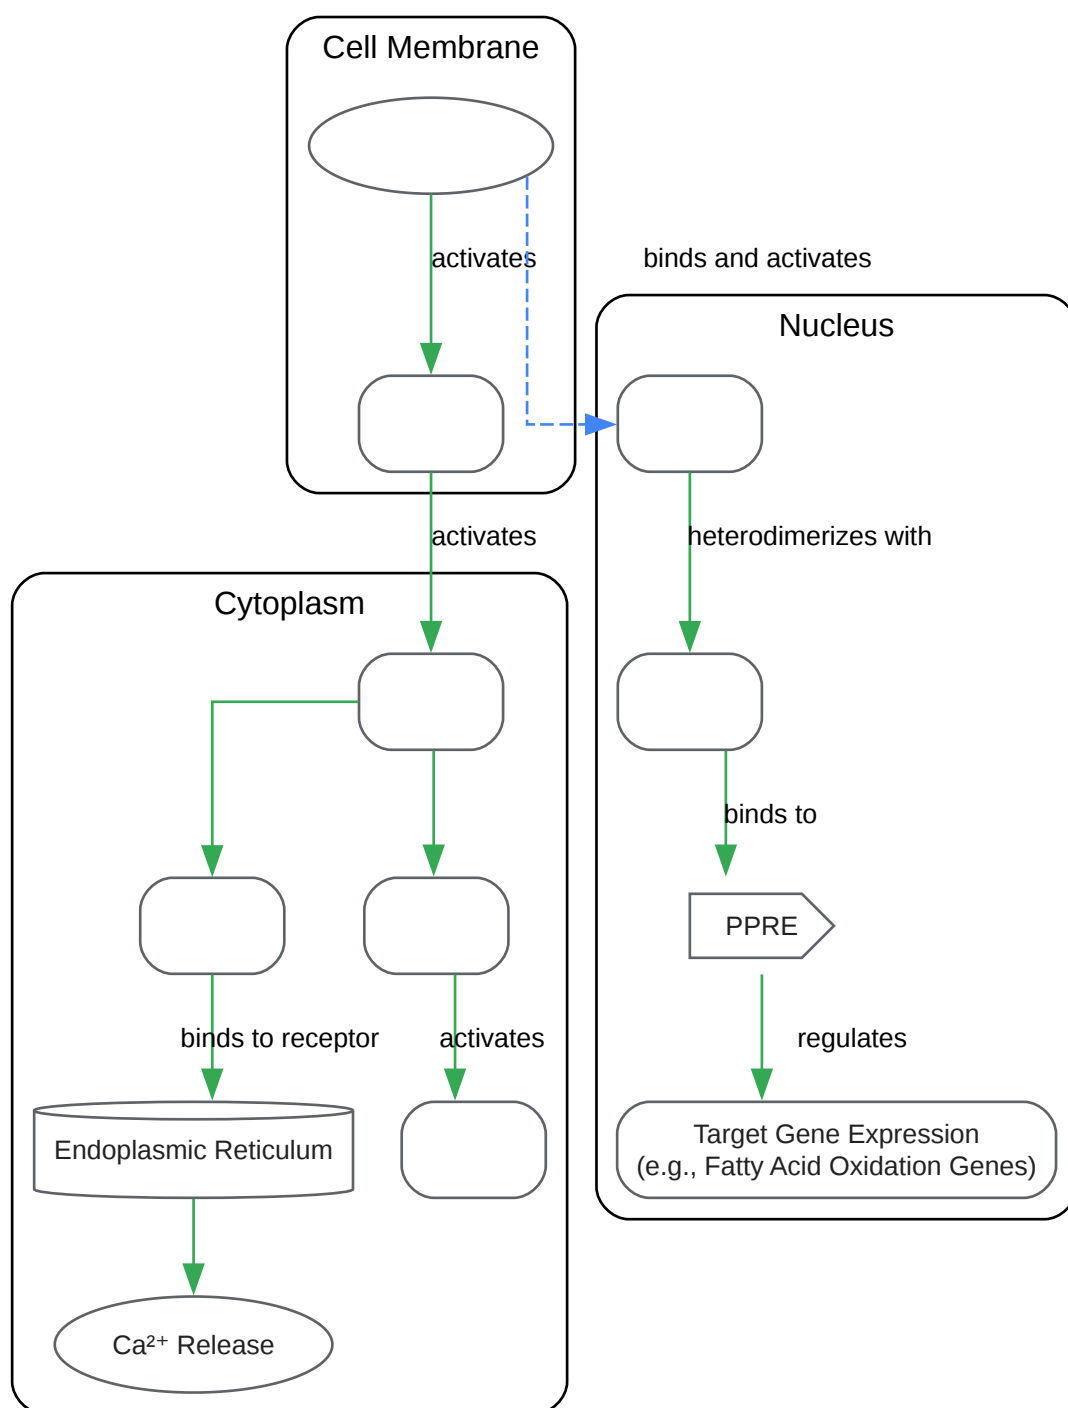 Cell Membrane
activates
binds and activates
Nucleus
activates
heterodimerizes with
Cytoplasm
binds to
PPRE
binds to receptor
activates
regulates
Endoplasmic Reticulum
Target Gene Expression
(e.g., Fatty Acid Oxidation Genes)
Ca²⁺ Release